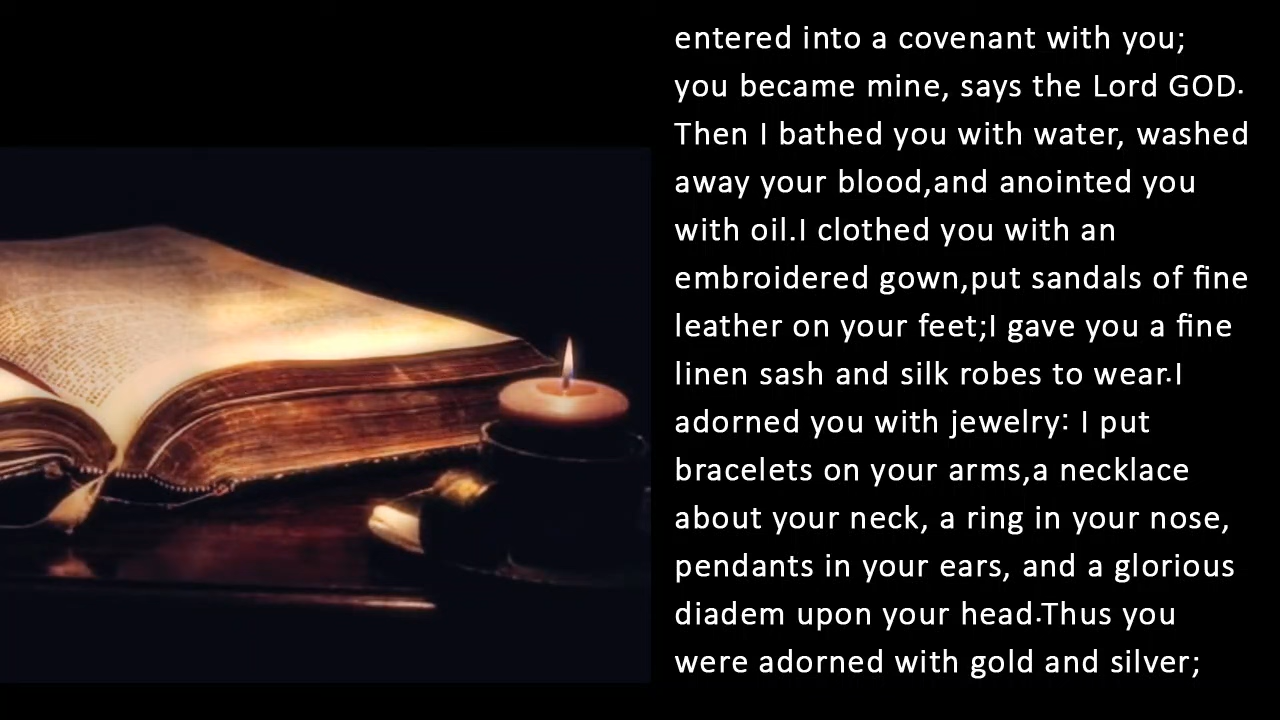 entered into a covenant with you;
you became mine, says the Lord GOD.
Then I bathed you with water, washed
away your blood,and anointed you
with oil.I clothed you with an
embroidered gown,put sandals of fine
leather on your feet;I gave you a fine
linen sash and silk robes to wear.I
adorned you with jewelry: I put
bracelets on your arms,a necklace
about your neck, a ring in your nose,
pendants in your ears, and a glorious
diadem upon your head.Thus you
were adorned with gold and silver;